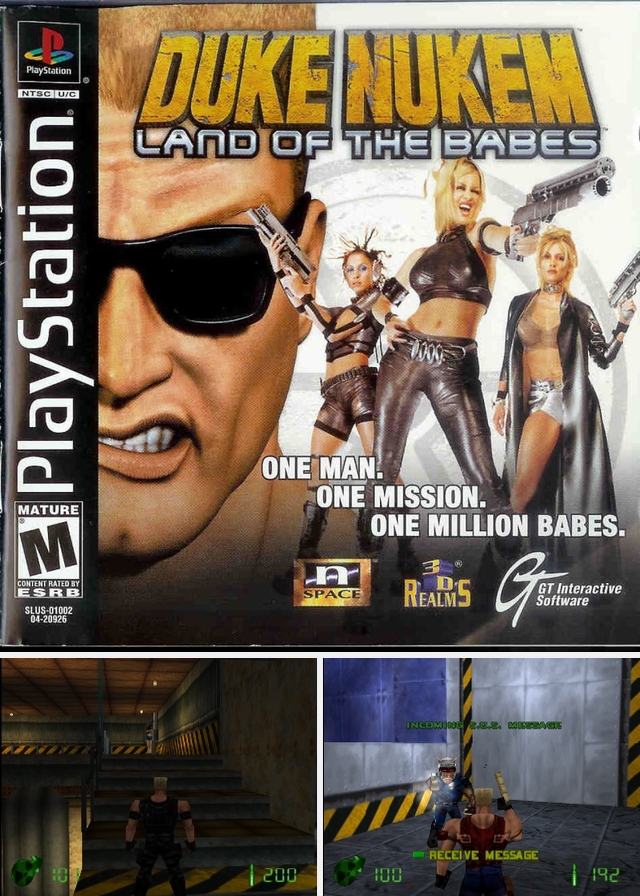 PlayStation
NTSC U/C
PlayStation
DUKE NUKEM
LAND OF THE BABES
ONE MAN.
ONE MISSION.
ONE MILLION BABES.
MATURE
M
CONTENT RATED BY
ESRB
SLUS-01002
04-20926
n
SPACE
3D
REALMS
GT
GT Interactive
Software
101
200
INCOMING S.O.S. MESSAGE
RECEIVE MESSAGE
100
192